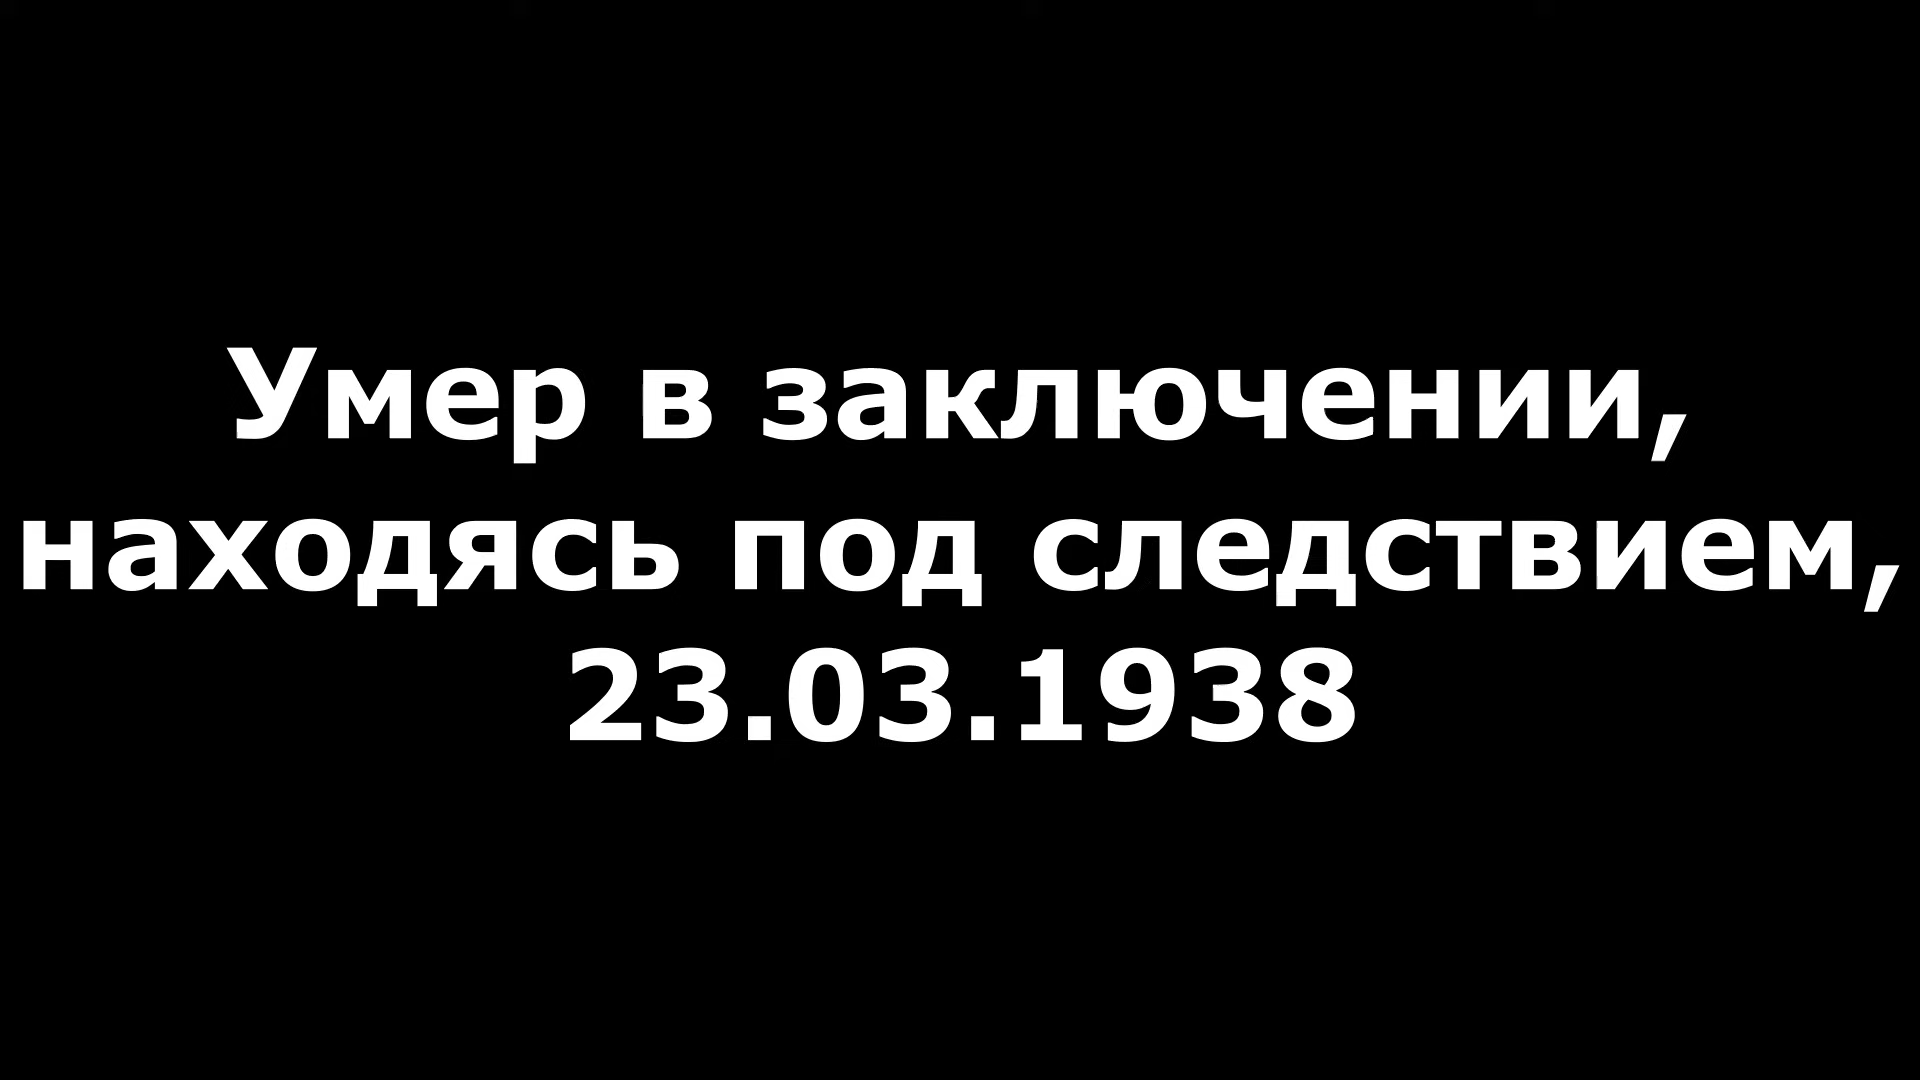 Умер в заключении,
находясь под следствием,
23.03.1938